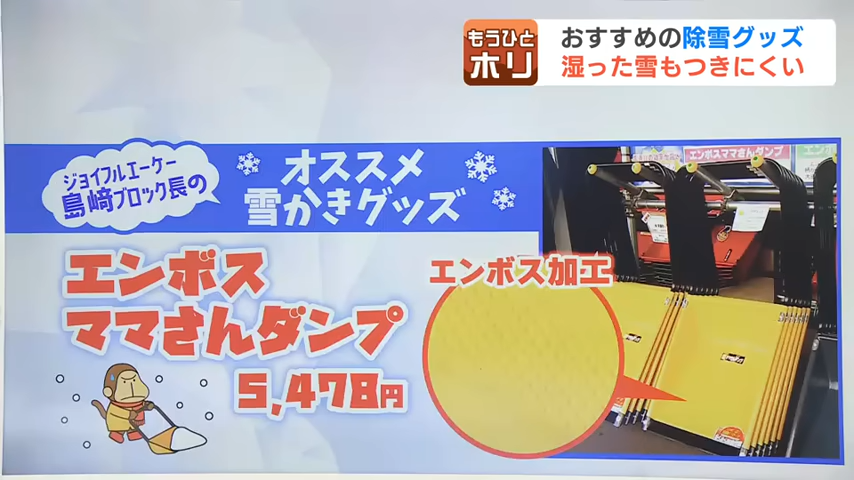 もうひと
ホリ
おすすめの除雪グッズ
湿った雪もつきにくい
ジョイフルエーケー
島﨑ブロック長の
オススメ
雪かきグッズ
エンボスママさんダンプ
エンボス
ママさんダンプ
5,478円
エンボス加工